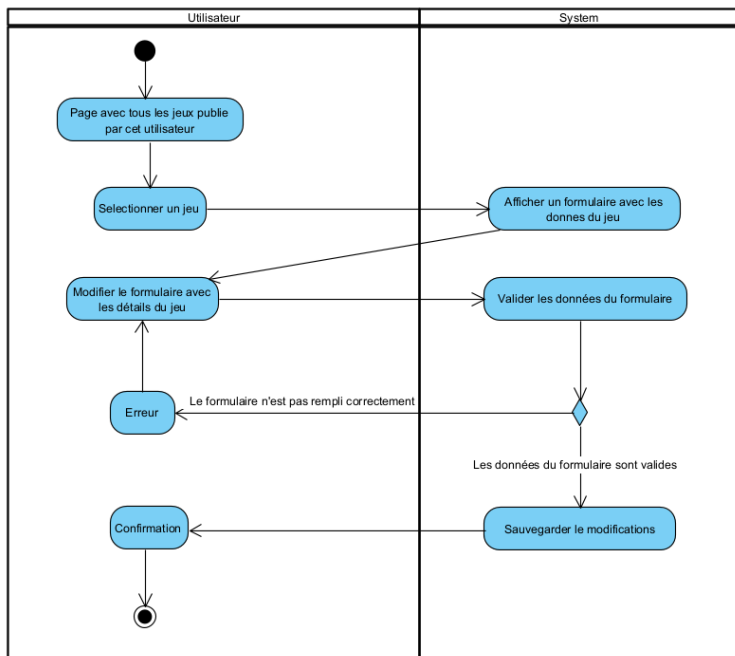 Utilisateur
System
Page avec tous les jeux publie
par cet utilisateur
Selectionner un jeu
Afficher un formulaire avec les
donnes du jeu
Modifier le formulaire avec
les détails du jeu
Valider les données du formulaire
Le formulaire n'est pas rempli correctement
Erreur
Les données du formulaire sont valides
Confirmation
Sauvegarder le modifications